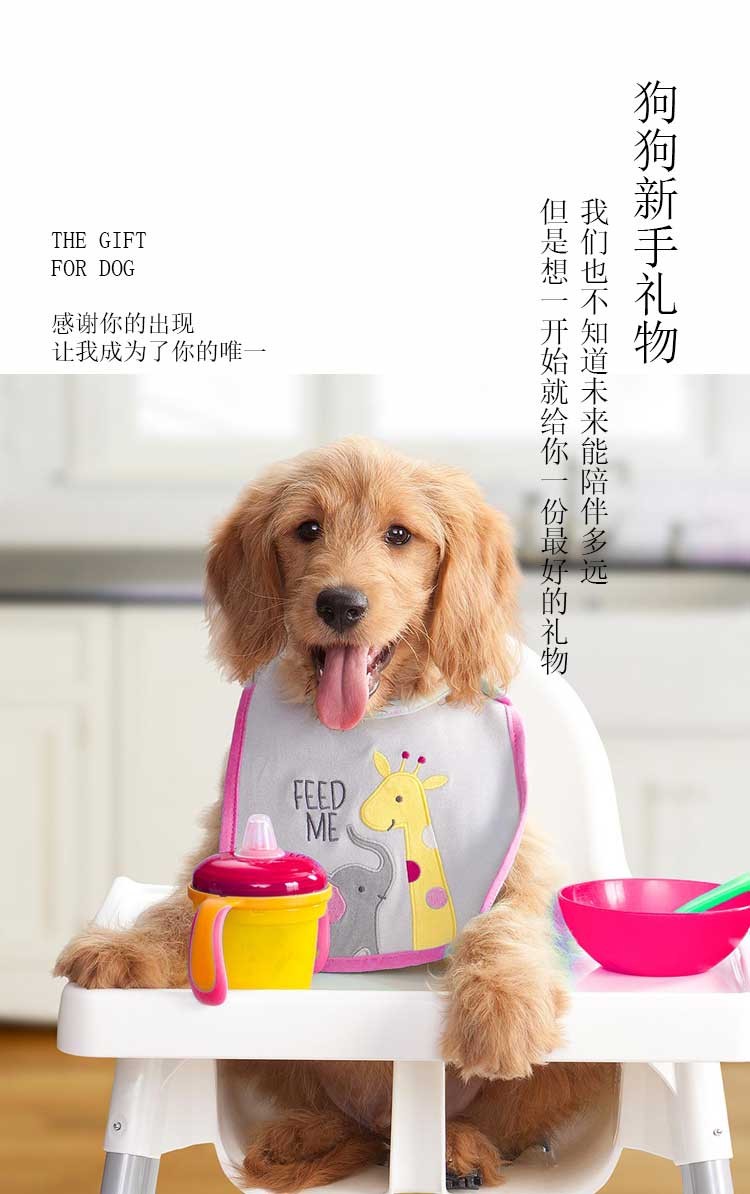 狗狗新手礼物
我们也不知道未来能陪伴多远
但是想一开始就给你一份最好的礼物
THE GIFT
FOR DOG
感谢你的出现
让我成为了你的唯一
FEED
ME